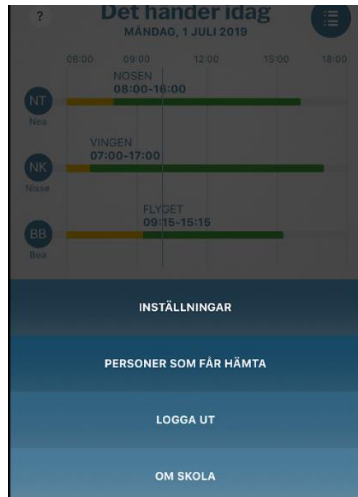 ?
Det händer idag
MÅNDAG, 1 JULI 2019
06:00 09:00 12:00 15:00 18:00
NOSEN
08:00-16:00
NT
Nea
VINGEN
07:00-17:00
NK
Nisse
FLYGET
09:15-15:15
BB
Bea
INSTÄLLNINGAR
PERSONER SOM FÅR HÄMTA
LOGGA UT
OM SKOLA